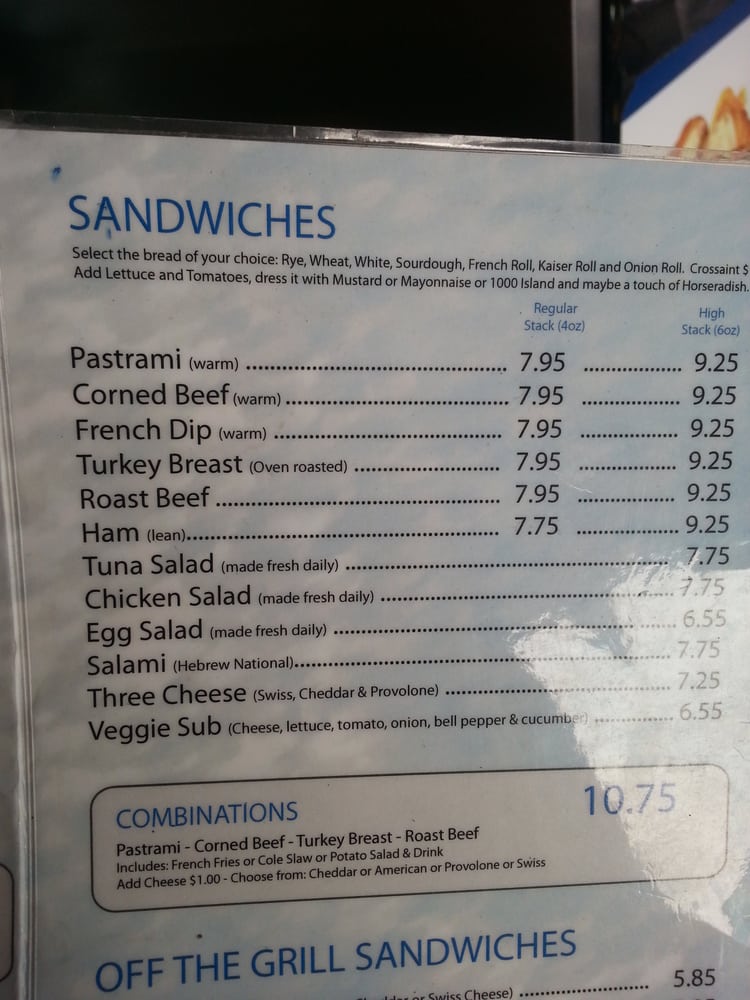 SANDWICHES
Select the bread of your choice: Rye, Wheat, White, Sourdough, French Roll, Kaiser Roll and Onion Roll. Crossaint $
Add Lettuce and Tomatoes, dress it with Mustard or Mayonnaise or 1000 Island and maybe a touch of Horseradish.
Regular High
Stack (4oz) Stack (6oz)
Pastrami (warm) ........ 7.95 ........ 9.25
Corned Beef (warm) ........ 7.95 ........ 9.25
French Dip (warm) ........ 7.95 ........ 9.25
Turkey Breast (Oven roasted) ........ 7.95 ........ 9.25
Roast Beef ........ 7.95 ........ 9.25
Ham (lean)........ 7.75 ........ 9.25
Tuna Salad (made fresh daily) ........ 7.75
Chicken Salad (made fresh daily) ........ 7.75
Egg Salad (made fresh daily) ........ 6.55
Salami (Hebrew National)........ 7.75
Three Cheese (Swiss, Cheddar & Provolone) ........ 7.25
Veggie Sub (Cheese, lettuce, tomato, onion, bell pepper & cucumber) ........ 6.55
COMBINATIONS 10.75
Pastrami - Corned Beef - Turkey Breast - Roast Beef
Includes: French Fries or Cole Slaw or Potato Salad & Drink
Add Cheese $1.00 - Choose from: Cheddar or American or Provolone or Swiss
OFF THE GRILL SANDWICHES
or Swiss Cheese) ........ 5.85